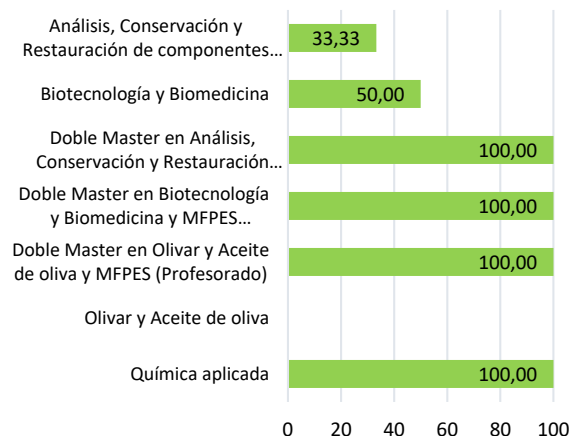 Análisis, Conservación y
Restauración de componentes...
33,33
Biotecnología y Biomedicina
50,00
Doble Master en Análisis,
Conservación y Restauración...
100,00
Doble Master en Biotecnología
y Biomedicina y MFPES...
100,00
Doble Master en Olivar y Aceite
de oliva y MFPES (Profesorado)
100,00
Olivar y Aceite de oliva
Química aplicada
100,00
0 20 40 60 80 100